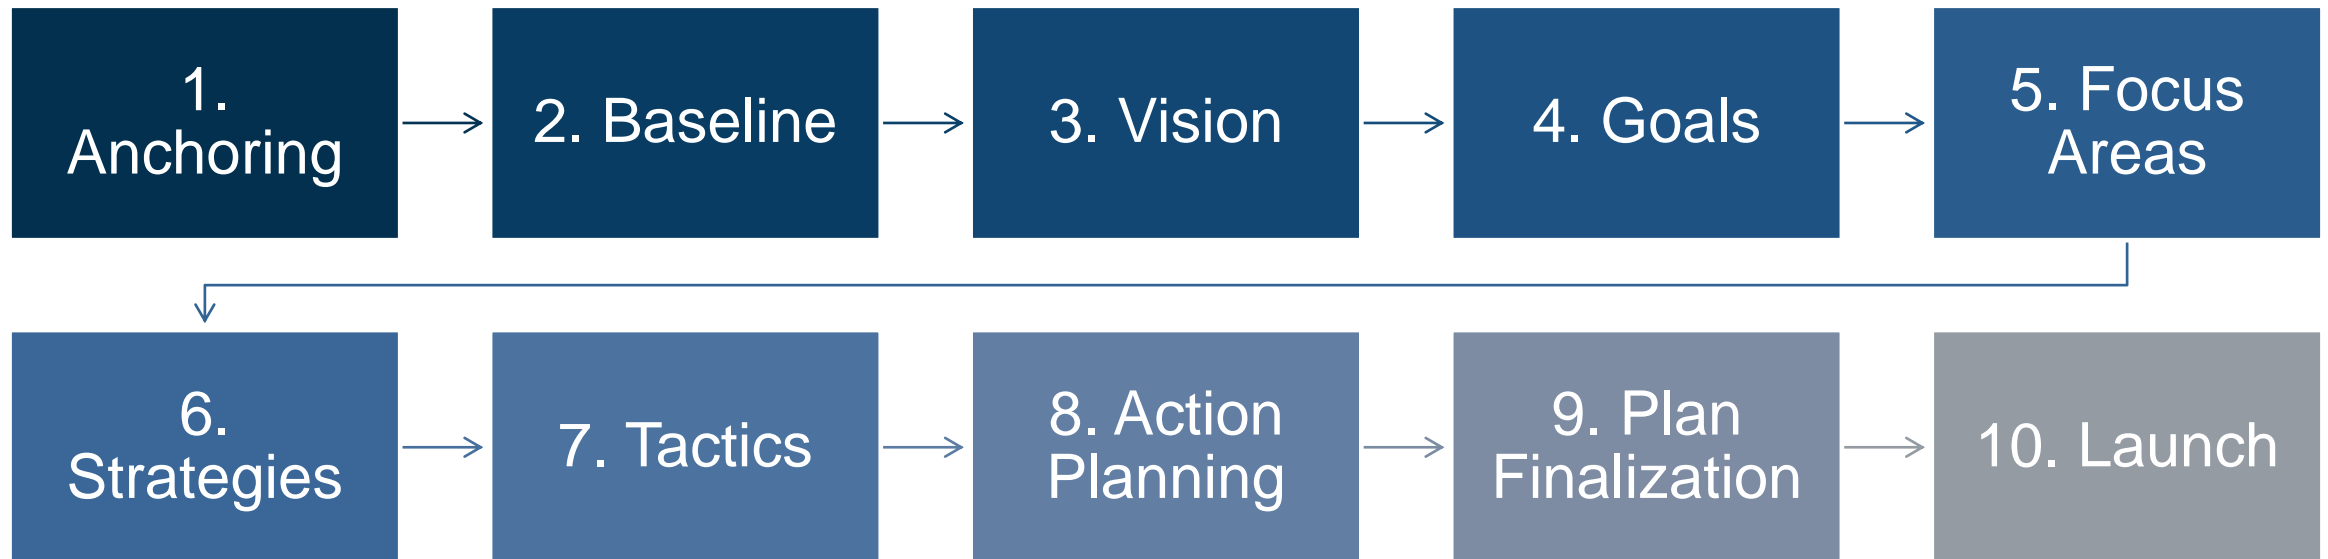 1.
Anchoring
2. Baseline
3. Vision
4. Goals
5. Focus
Areas
6.
Strategies
7. Tactics
8. Action
Planning
9. Plan
Finalization
10. Launch